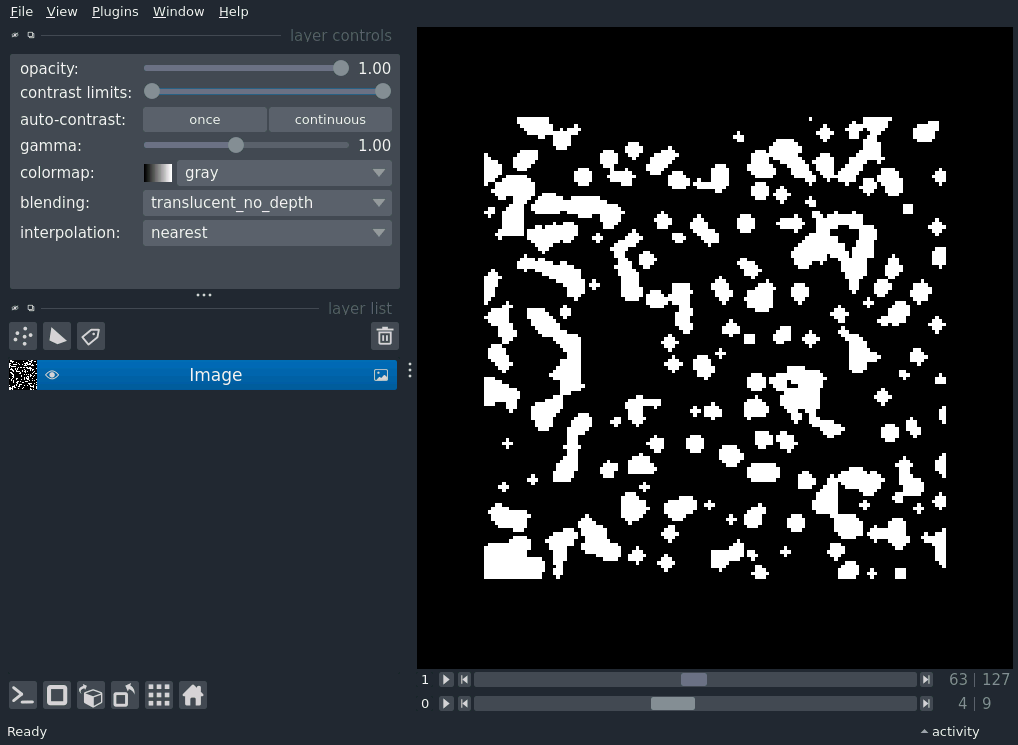 File View Plugins Window Help
layer controls
opacity: 1.00
contrast limits:
auto-contrast: once continuous
gamma: 1.00
colormap: gray
blending: translucent_no_depth
interpolation: nearest
layer list
Image
1 63 | 127
0 4 | 9
Ready activity